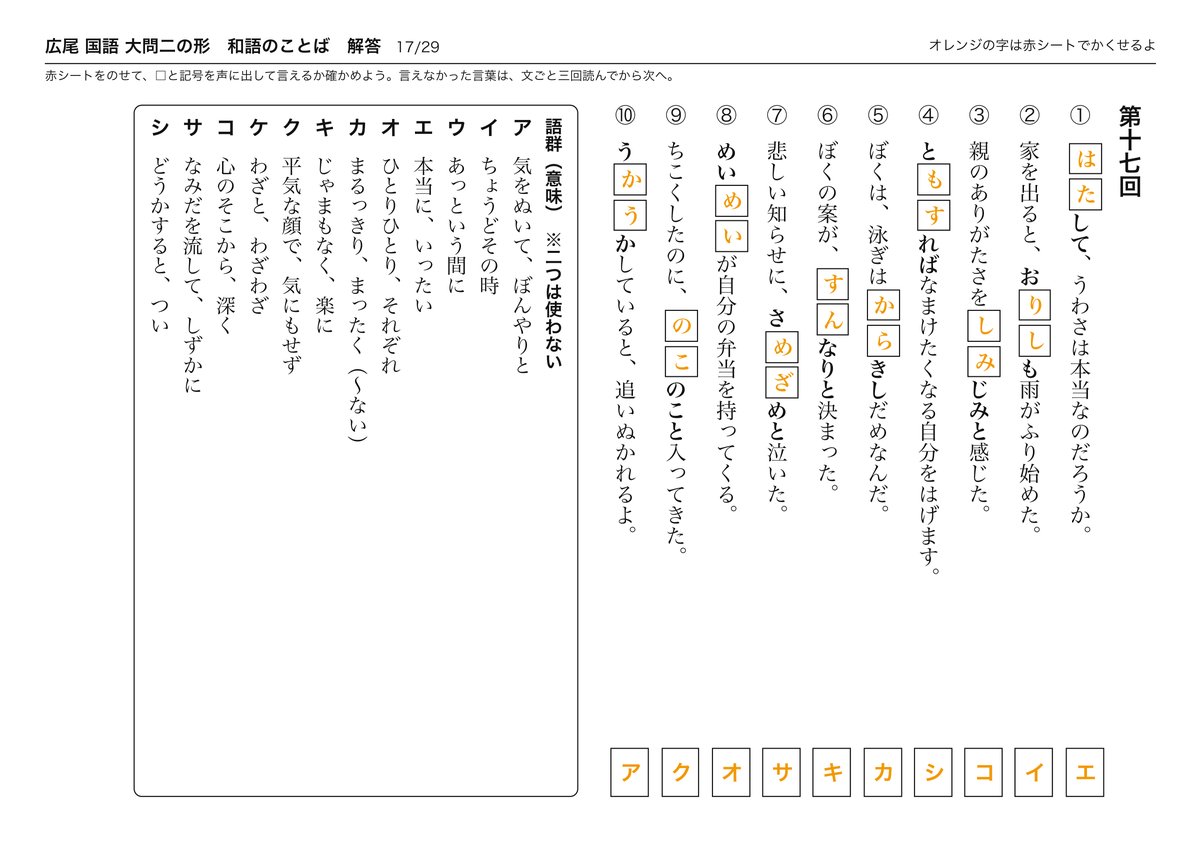 広尾 国語 大問二の形　和語のことば　解答　17/29
オレンジの字は赤シートでかくせるよ
赤シートをのせて、□と記号を声に出して言えるか確かめよう。言えなかった言葉は、文ごと三回読んでから次へ。
第十七回
① はたして、うわさは本当なのだろうか。 エ
② 家を出ると、おりしも雨がふり始めた。 イ
③ 親のありがたさをしみじみと感じた。 コ
④ ともすればなまけたくなる自分をはげます。 シ
⑤ ぼくは、泳ぎはからきしだめなんだ。 カ
⑥ ぼくの案が、すんなりと決まった。 キ
⑦ 悲しい知らせに、さめざめと泣いた。 サ
⑧ めいめいが自分の弁当を持ってくる。 オ
⑨ ちこくしたのに、のこのこと入ってきた。 ク
⑩ うかうかしていると、追いぬかれるよ。 ア
語群（意味）　※二つは使わない
ア　気をぬいて、ぼんやりと
イ　ちょうどその時
ウ　あっという間に
エ　本当に、いったい
オ　ひとりひとり、それぞれ
カ　まるっきり、まったく（〜ない）
キ　じゃまもなく、楽に
ク　平気な顔で、気にもせず
ケ　わざと、わざわざ
コ　心のそこから、深く
サ　なみだを流して、しずかに
シ　どうかすると、つい